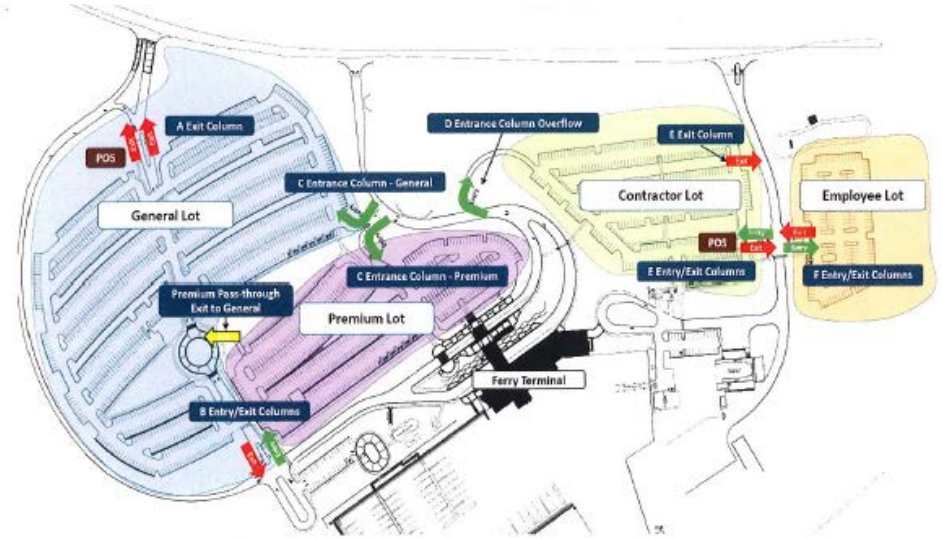 A Exit Column
POS
Exit
Exit
General Lot
C Entrance Column - General
D Entrance Column Overflow
E Exit Column
Exit
Contractor Lot
Employee Lot
POS
Entry
Exit
Exit
Entry
E Entry/Exit Columns
F Entry/Exit Columns
C Entrance Column - Premium
Premium Pass-through
Exit to General
Premium Lot
Ferry Terminal
B Entry/Exit Columns
Exit